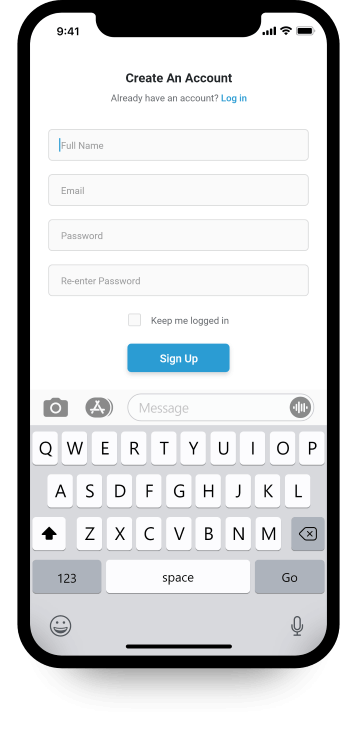 9:41
Create An Account
Already have an account? Log in
Full Name
Email
Password
Re-enter Password
Keep me logged in
Sign Up
Message
Q W E R T Y U I O P
A S D F G H J K L
Z X C V B N M
123 space Go